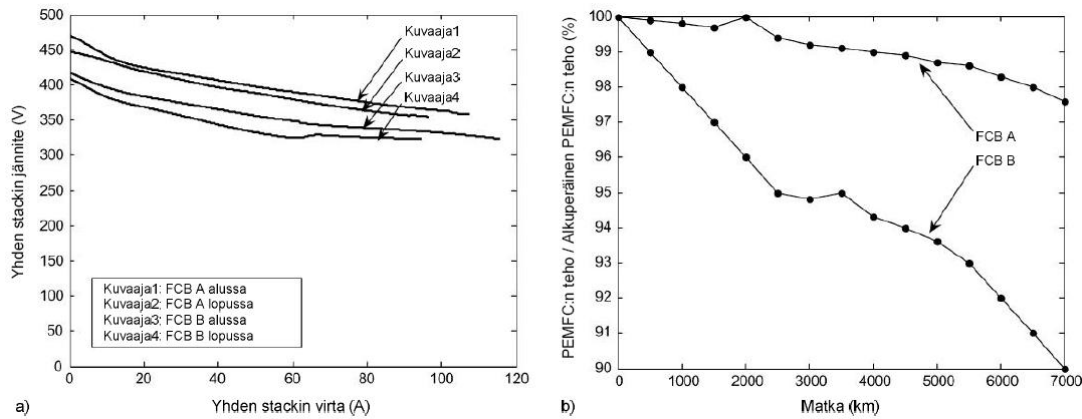 500
450
400
350
300
250
200
150
100
50
0
0
20
40
60
80
100
120
Yhden stackin jännite (V)
Yhden stackin virta (A)
Kuvaaja1
Kuvaaja2
Kuvaaja3
Kuvaaja4
Kuvaaja1: FCB A alussa
Kuvaaja2: FCB A lopussa
Kuvaaja3: FCB B alussa
Kuvaaja4: FCB B lopussa
a)
PEMFC:n teho / Alkuperäinen PEMFC:n teho (%)
100
99
98
97
96
95
94
93
92
91
90
0
1000
2000
3000
4000
5000
6000
7000
FCB A
FCB B
Matka (km)
b)